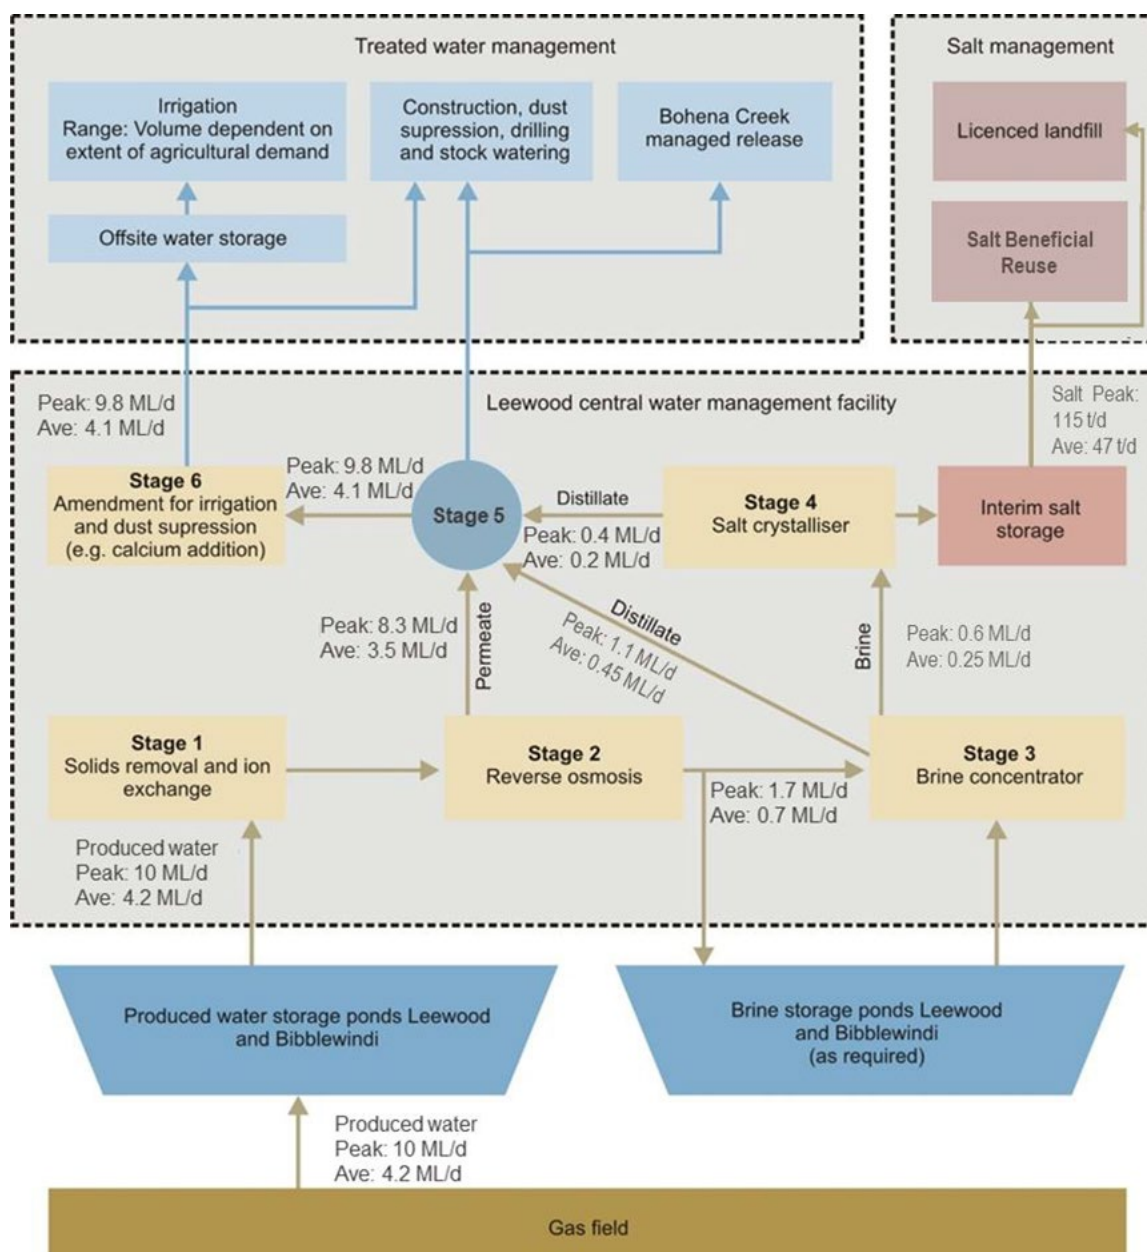 Treated water management
Salt management
Irrigation
Range: Volume dependent on
extent of agricultural demand
Construction, dust
supression, drilling
and stock watering
Bohena Creek
managed release
Licenced landfill
Offsite water storage
Salt Beneficial
Reuse
Leewood central water management facility
Peak: 9.8 ML/d
Ave: 4.1 ML/d
Salt Peak:
115 t/d
Ave: 47 t/d
Stage 6
Amendment for irrigation
and dust supression
(e.g. calcium addition)
Peak: 9.8 ML/d
Ave: 4.1 ML/d
Stage 5
Distillate
Peak: 0.4 ML/d
Ave: 0.2 ML/d
Stage 4
Salt crystalliser
Interim salt
storage
Peak: 8.3 ML/d
Ave: 3.5 ML/d
Permeate
Distillate
Peak: 1.1 ML/d
Ave: 0.45 ML/d
Brine
Peak: 0.6 ML/d
Ave: 0.25 ML/d
Stage 1
Solids removal and ion
exchange
Stage 2
Reverse osmosis
Peak: 1.7 ML/d
Ave: 0.7 ML/d
Stage 3
Brine concentrator
Produced water
Peak: 10 ML/d
Ave: 4.2 ML/d
Produced water storage ponds Leewood
and Bibblewindi
Brine storage ponds Leewood
and Bibblewindi
(as required)
Produced water
Peak: 10 ML/d
Ave: 4.2 ML/d
Gas field